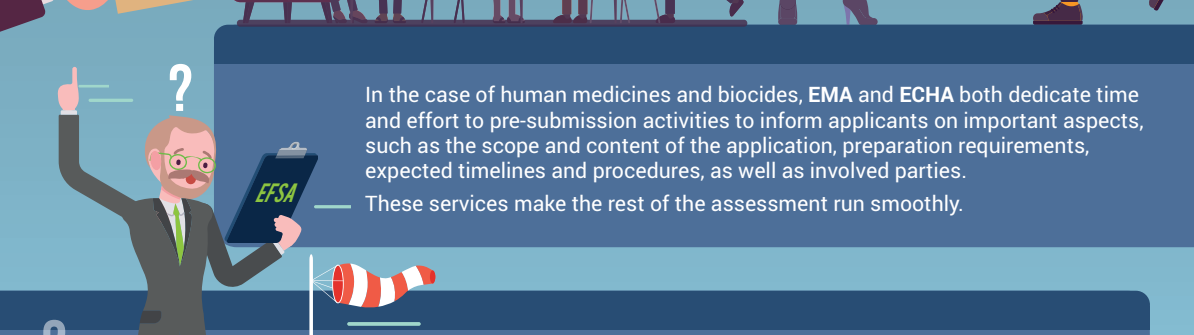 ?
In the case of human medicines and biocides, EMA and ECHA both dedicate time
and effort to pre-submission activities to inform applicants on important aspects,
such as the scope and content of the application, preparation requirements,
expected timelines and procedures, as well as involved parties.
EFSA
These services make the rest of the assessment run smoothly.